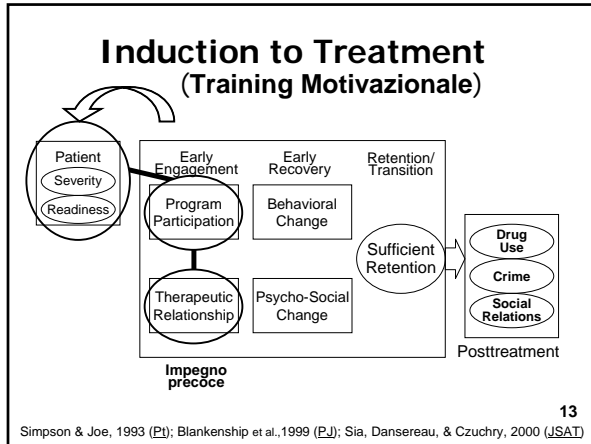 Induction to Treatment
(Training Motivazionale)
Patient
Severity
Readiness
Early
Engagement
Program
Participation
Therapeutic
Relationship
Impegno
precoce
Early
Recovery
Behavioral
Change
Psycho-Social
Change
Retention/
Transition
Sufficient
Retention
Drug
Use
Crime
Social
Relations
Posttreatment
13
Simpson & Joe, 1993 (Pt); Blankenship et al.,1999 (PJ); Sia, Dansereau, & Czuchry, 2000 (JSAT)